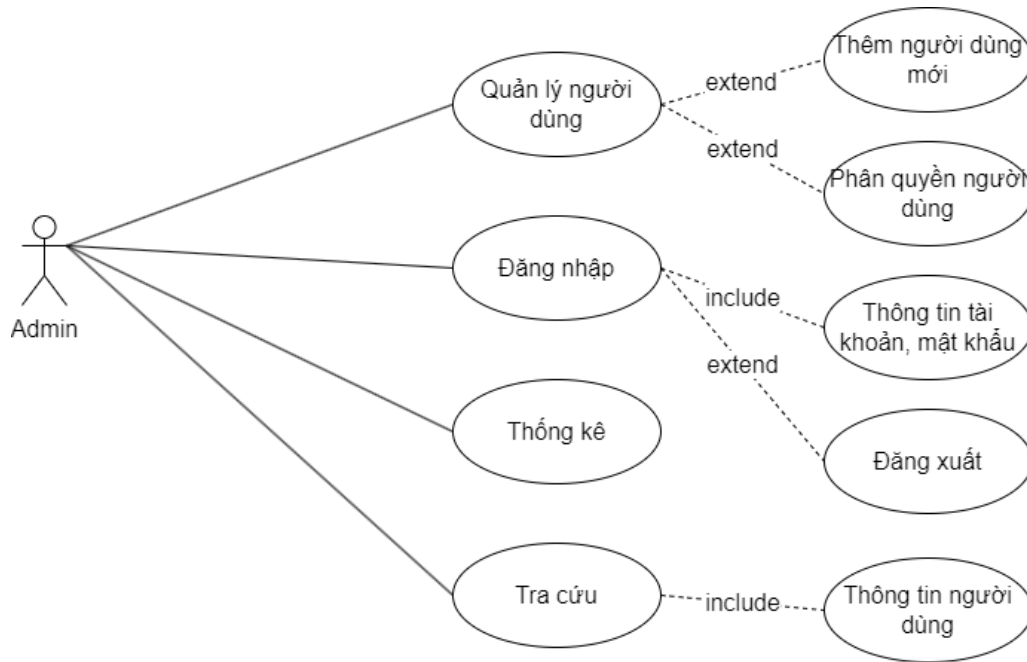 Thêm người dùng
mới
Quản lý người
dùng
extend
extend
Phân quyền người
dùng
Đăng nhập
include
Thông tin tài
khoản, mật khẩu
Admin
extend
Thống kê
Đăng xuất
Tra cứu
include
Thông tin người
dùng